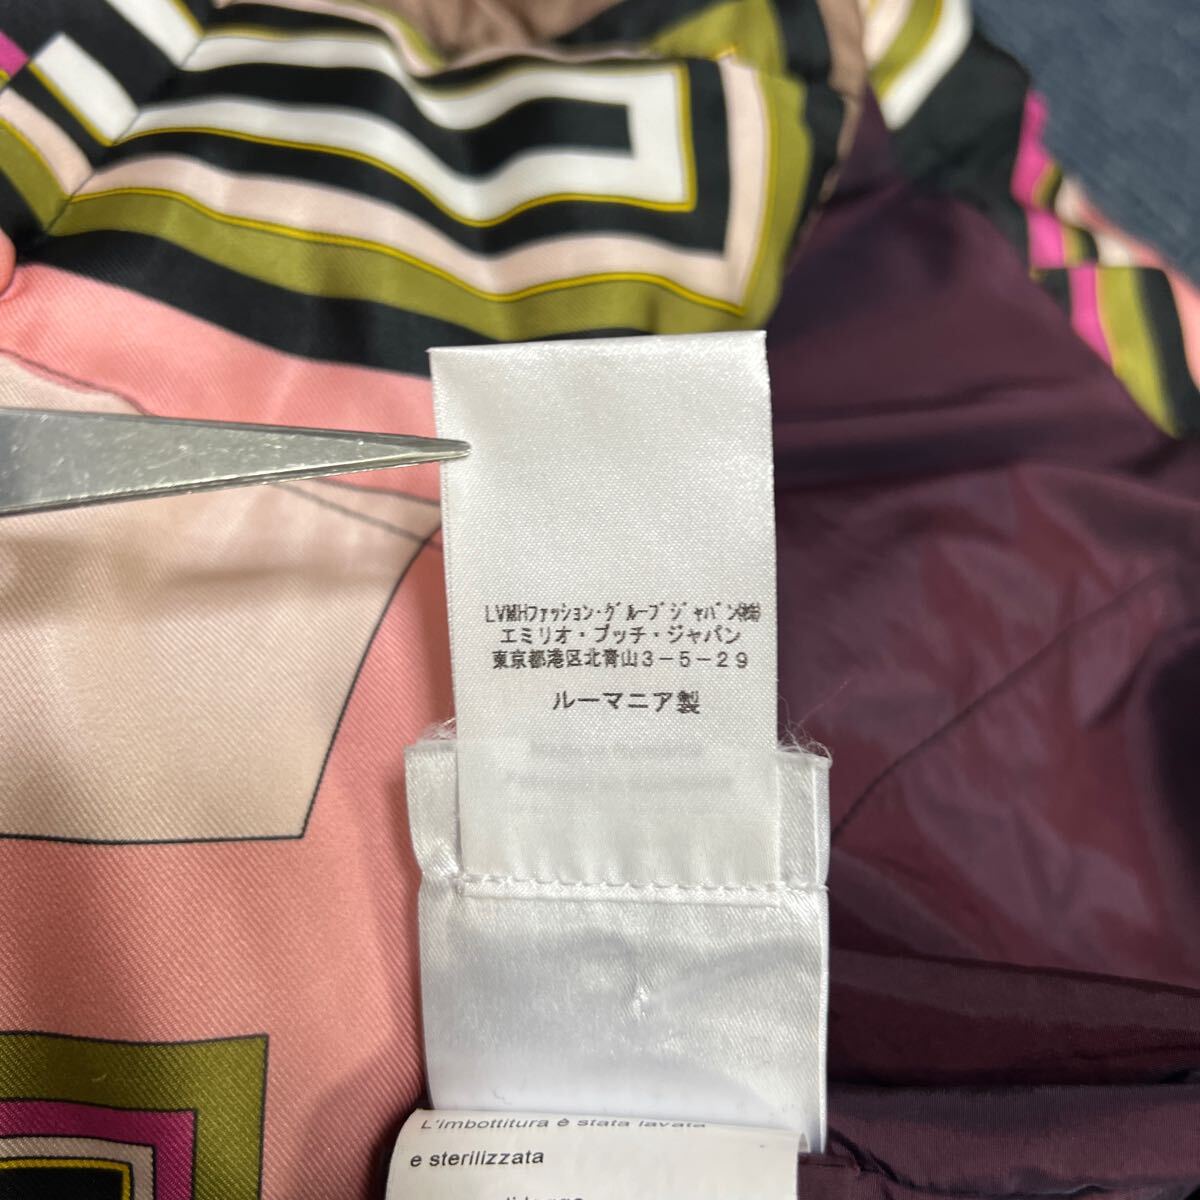 LVMHファッション・グループジャパン㈱
エミリオ・プッチ・ジャパン
東京都港区北青山3-5-29
ルーマニア製
L'imbottitura è stata lavata
e sterilizzata